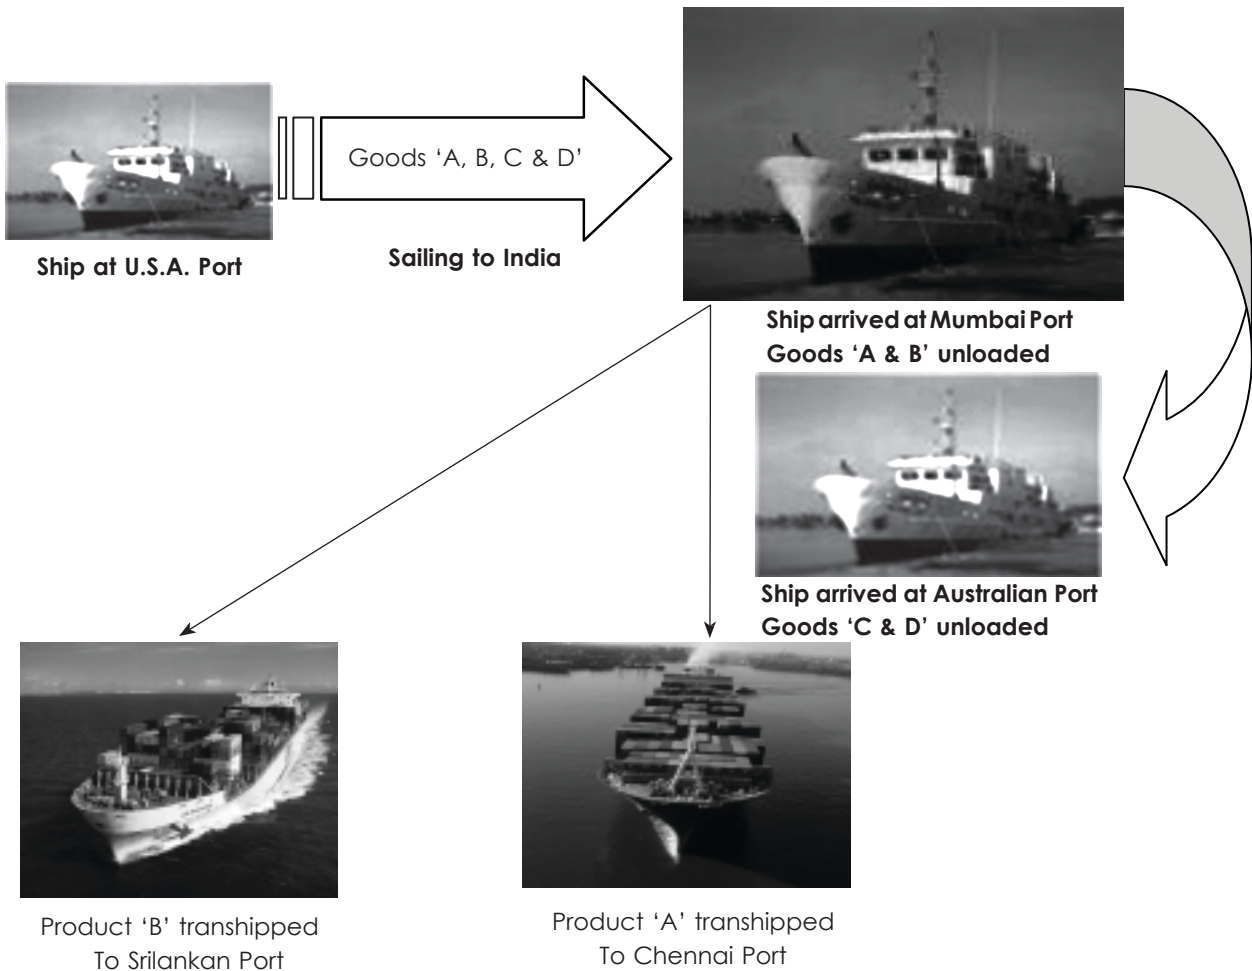 Goods ‘A, B, C & D’
Ship at U.S.A. Port
Sailing to India
Ship arrived at Mumbai Port
Goods ‘A & B’ unloaded
Ship arrived at Australian Port
Goods ‘C & D’ unloaded
Product ‘B’ transhipped
To Srilankan Port
Product ‘A’ transhipped
To Chennai Port